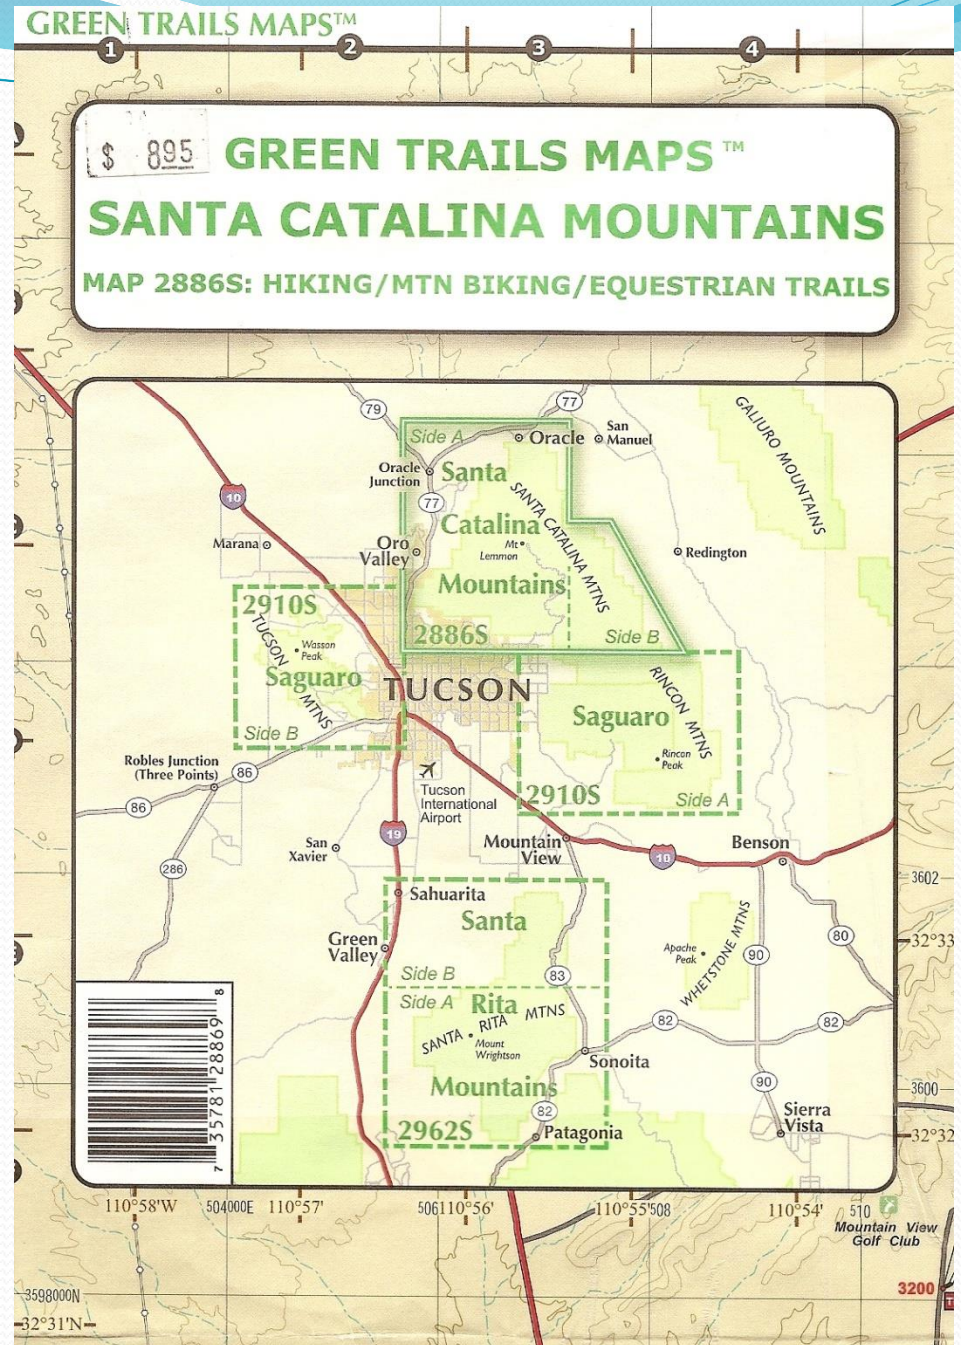 GREEN TRAILS MAPS™
1 2 3 4
$ 895
GREEN TRAILS MAPS™
SANTA CATALINA MOUNTAINS
MAP 2886S: HIKING/MTN BIKING/EQUESTRIAN TRAILS
79
77
Side A
Oracle
San
Manuel
GALIURO MOUNTAINS
Oracle
Junction
Santa
77
10
Catalina
SANTA CATALINA MTNS
Marana
Oro
Valley
Mt
Lemmon
Redington
Mountains
2910S
2886S
Side B
TUCSON MTNS
Wasson
Peak
Saguaro
Side B
TUCSON
RINCON MTNS
Saguaro
Rincon
Peak
2910S
Side A
Robles Junction
(Three Points)
86
86
Tucson
International
Airport
19
San
Xavier
Mountain
View
10
Benson
286
Sahuarita
Santa
Green
Valley
Side B
83
Apache
Peak
WHETSTONE MTNS
90
80
Side A
Rita
SANTA RITA MTNS
Mount
Wrightson
82
82
Sonoita
Mountains
90
82
Sierra
Vista
2962S
Patagonia
7 35781 28869 8
3602
32°33
3600
32°32
110°58'W
504000E
110°57'
506
110°56'
110°55'
508
110°54'
510
Mountain View
Golf Club
3598000N
3200
32°31'N